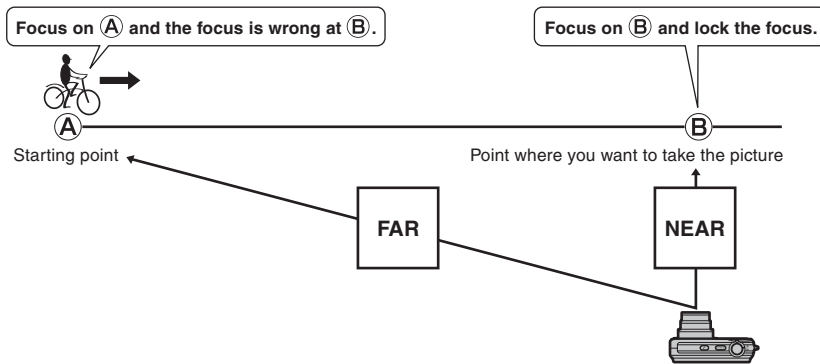 Focus on Ⓐ and the focus is wrong at Ⓑ.
Focus on Ⓑ and lock the focus.
Ⓐ
Ⓑ
Starting point
Point where you want to take the picture
FAR
NEAR